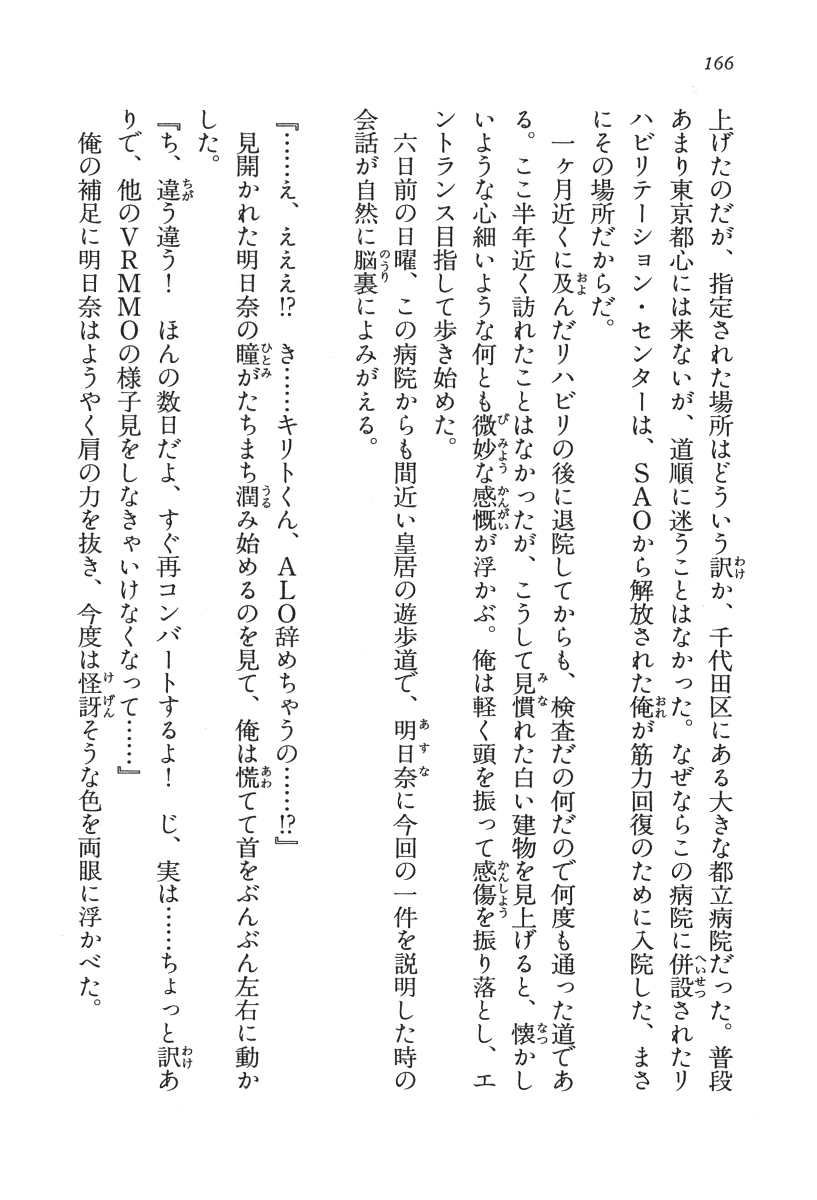 166
上げたのだが、指定された場所はどういう訳か、千代田区にある大きな都立病院だった。普段
あまり東京都心には来ないが、道順に迷うことはなかった。なぜならこの病院に併設されたリ
ハビリテーション・センターは、SAOから解放された俺が筋力回復のために入院した、まさ
にその場所だからだ。
一ヶ月近くに及んだリハビリの後に退院してからも、検査だの何だので何度も通った道であ
る。ここ半年近く訪れたことはなかったが、こうして見慣れた白い建物を見上げると、懐かし
いような心細いような何とも微妙な感慨が浮かぶ。俺は軽く頭を振って感傷を振り落とし、エ
ントランス目指して歩き始めた。
六日前の日曜、この病院からも間近い皇居の遊歩道で、明日奈に今回の一件を説明した時の
会話が自然に脳裏によみがえる。
『……え、えええ!? き……キリトくん、ALO辞めちゃうの……!?』
見開かれた明日奈の瞳がたちまち潤み始めるのを見て、俺は慌てて首をぶんぶん左右に動か
した。
『ち、違う違う！　ほんの数日だよ、すぐ再コンバートするよ！　じ、実は……ちょっと訳あ
りで、他のVRMMOの様子見をしなきゃいけなくなって……』
俺の補足に明日奈はようやく肩の力を抜き、今度は怪訝そうな色を両眼に浮かべた。